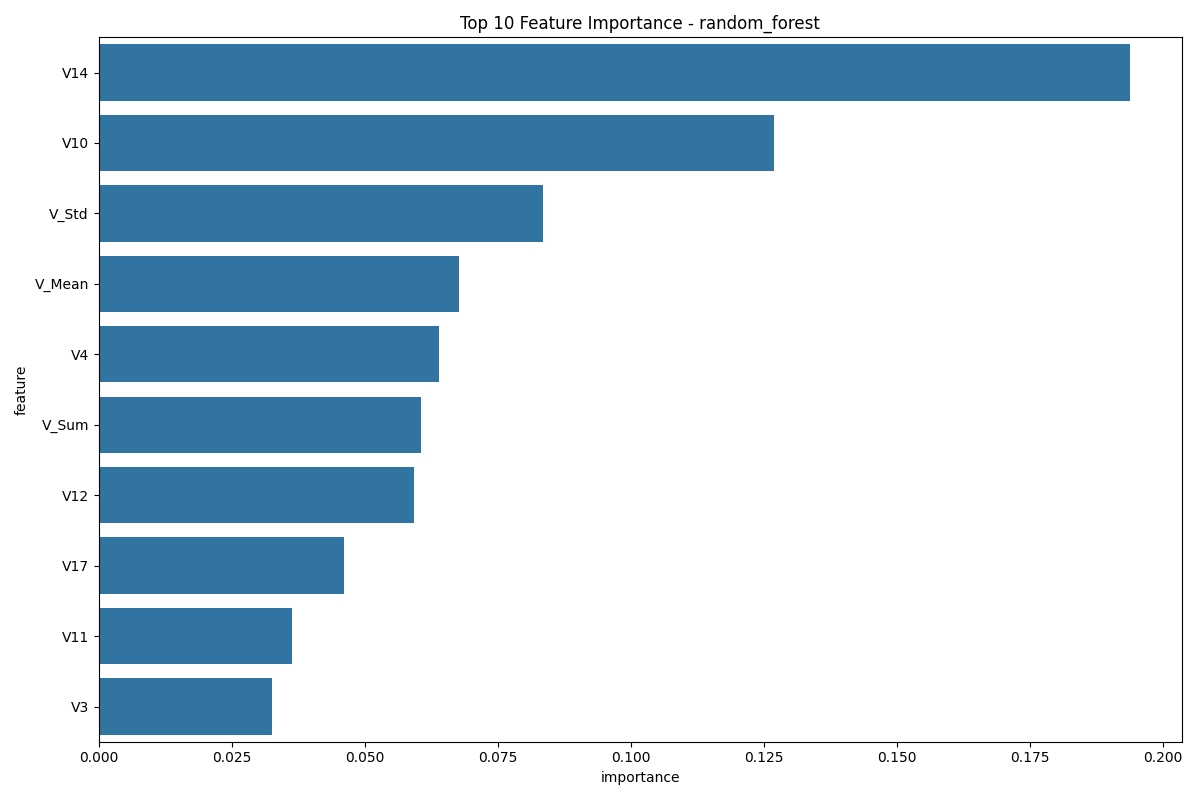 Top 10 Feature Importance - random_forest
V14
V10
V_Std
V_Mean
V4
V_Sum
V12
V17
V11
V3
feature
0.000 0.025 0.050 0.075 0.100 0.125 0.150 0.175 0.200
importance